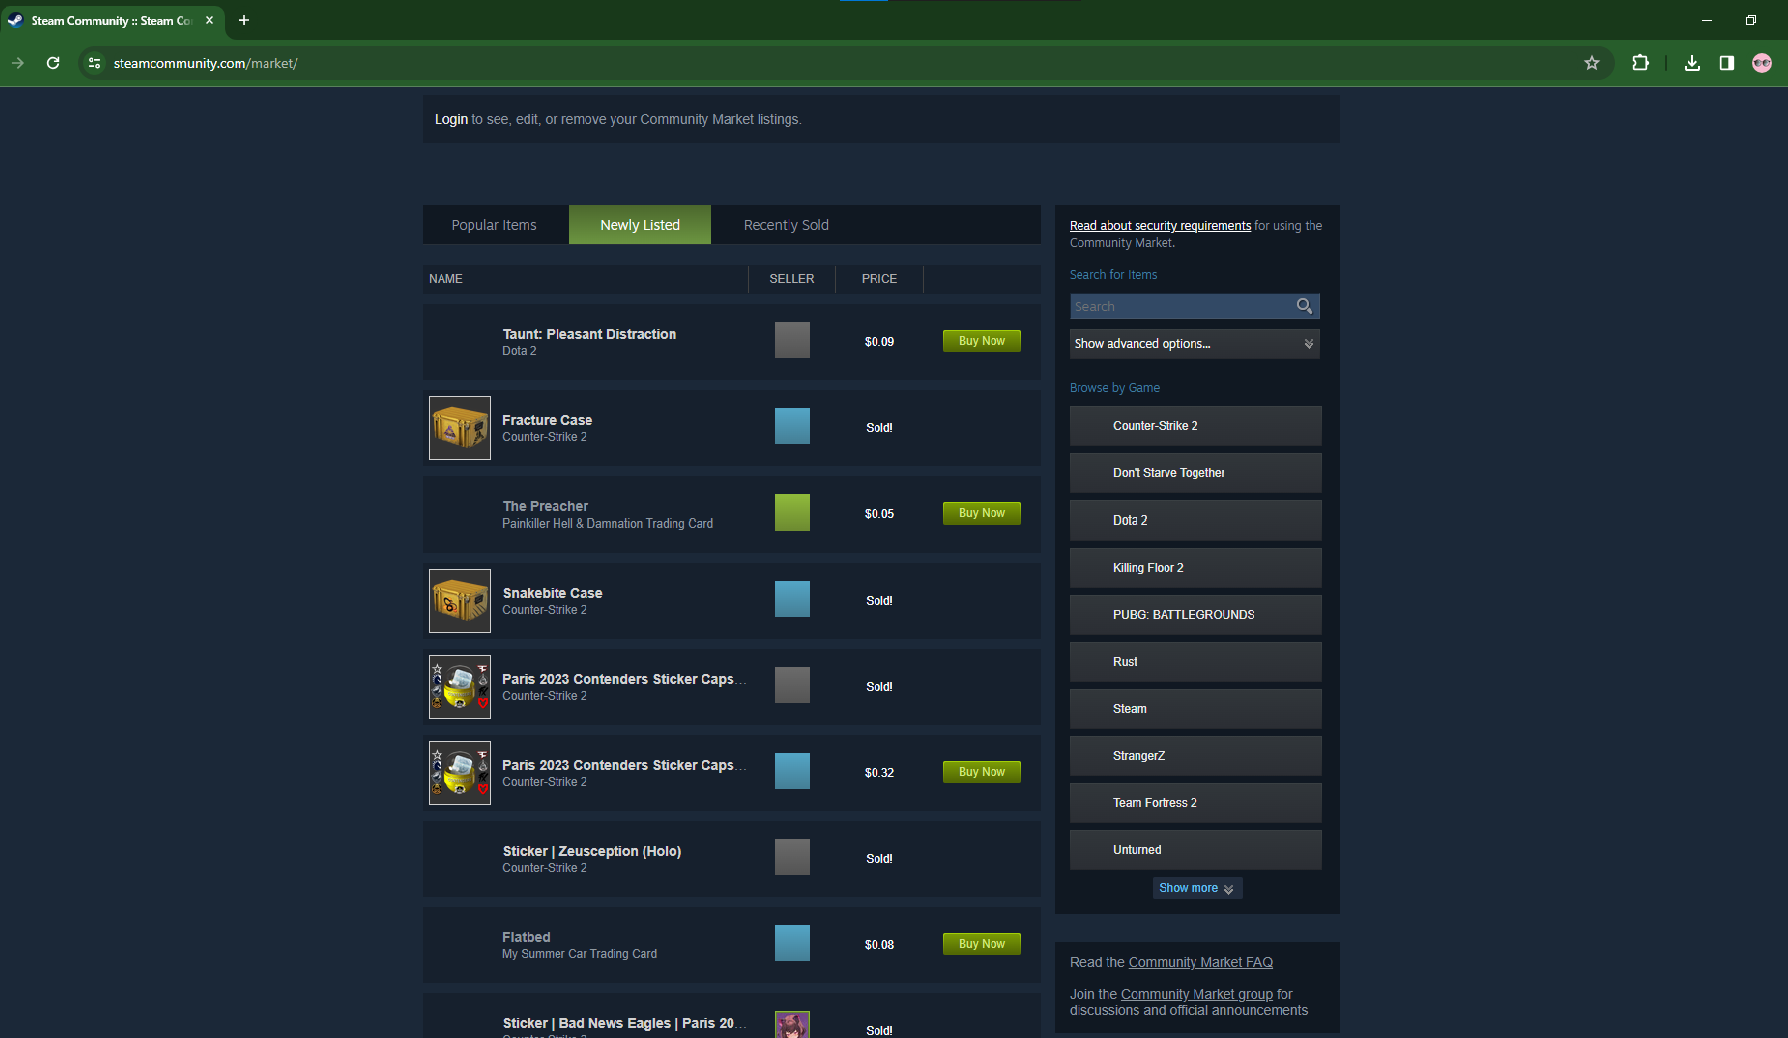 Steam Community :: Steam Co
steamcommunity.com/market/
Login to see, edit, or remove your Community Market listings.
Popular Items
Newly Listed
Recently Sold
NAME
SELLER
PRICE
Taunt: Pleasant Distraction
Dota 2
$0.09
Buy Now
Fracture Case
Counter-Strike 2
Sold!
The Preacher
Painkiller Hell & Damnation Trading Card
$0.05
Buy Now
Snakebite Case
Counter-Strike 2
Sold!
Paris 2023 Contenders Sticker Caps...
Counter-Strike 2
Sold!
Paris 2023 Contenders Sticker Caps...
Counter-Strike 2
$0.32
Buy Now
Sticker | Zeusception (Holo)
Counter-Strike 2
Sold!
Flatbed
My Summer Car Trading Card
$0.08
Buy Now
Sticker | Bad News Eagles | Paris 20...
Counter-Strike 2
Sold!
Read about security requirements for using the
Community Market.
Search for Items
Search
Show advanced options...
Browse by Game
Counter-Strike 2
Don't Starve Together
Dota 2
Killing Floor 2
PUBG: BATTLEGROUNDS
Rust
Steam
StrangerZ
Team Fortress 2
Unturned
Show more
Read the Community Market FAQ
Join the Community Market group for
discussions and official announcements